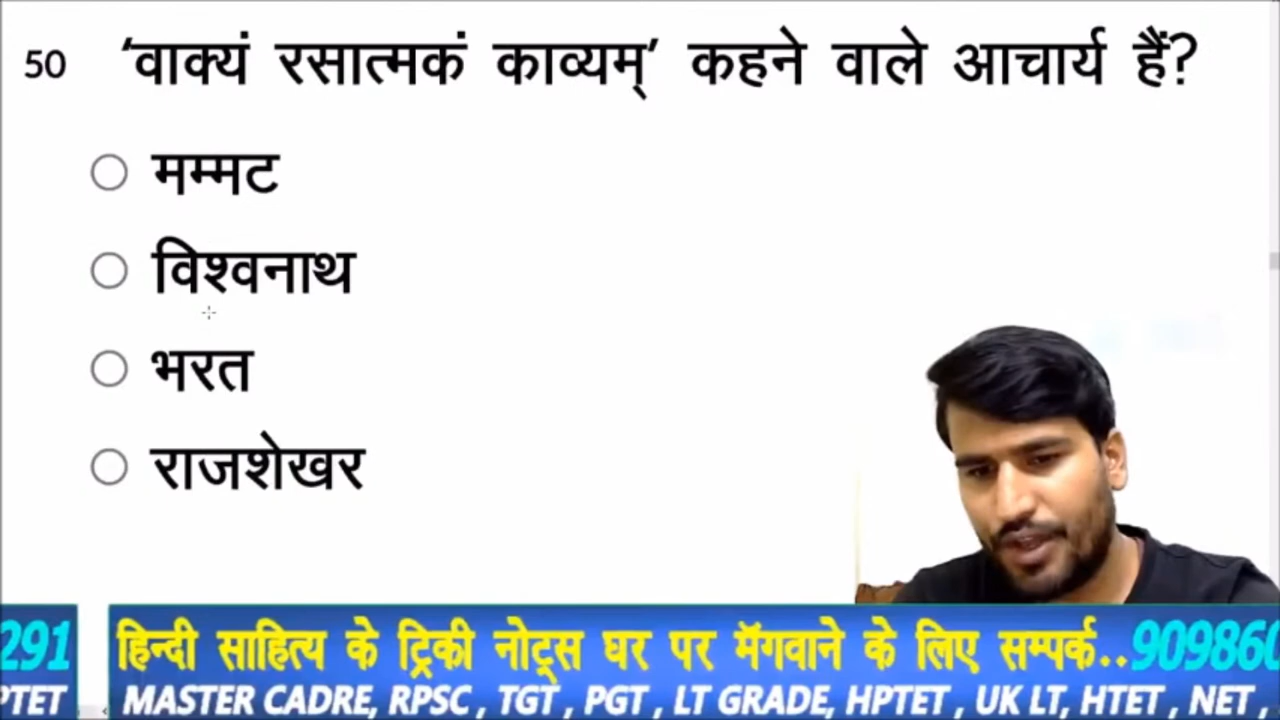 50 ‘वाक्यं रसात्मकं काव्यम्’ कहने वाले आचार्य हैं?
मम्मट
विश्वनाथ
भरत
राजशेखर
291 हिन्दी साहित्य के ट्रिकी नोट्स घर पर मॅगवाने के लिए सम्पर्क..909860
PTET MASTER CADRE, RPSC , TGT , PGT , LT GRADE, HPTET , UK LT, HTET , NET ,